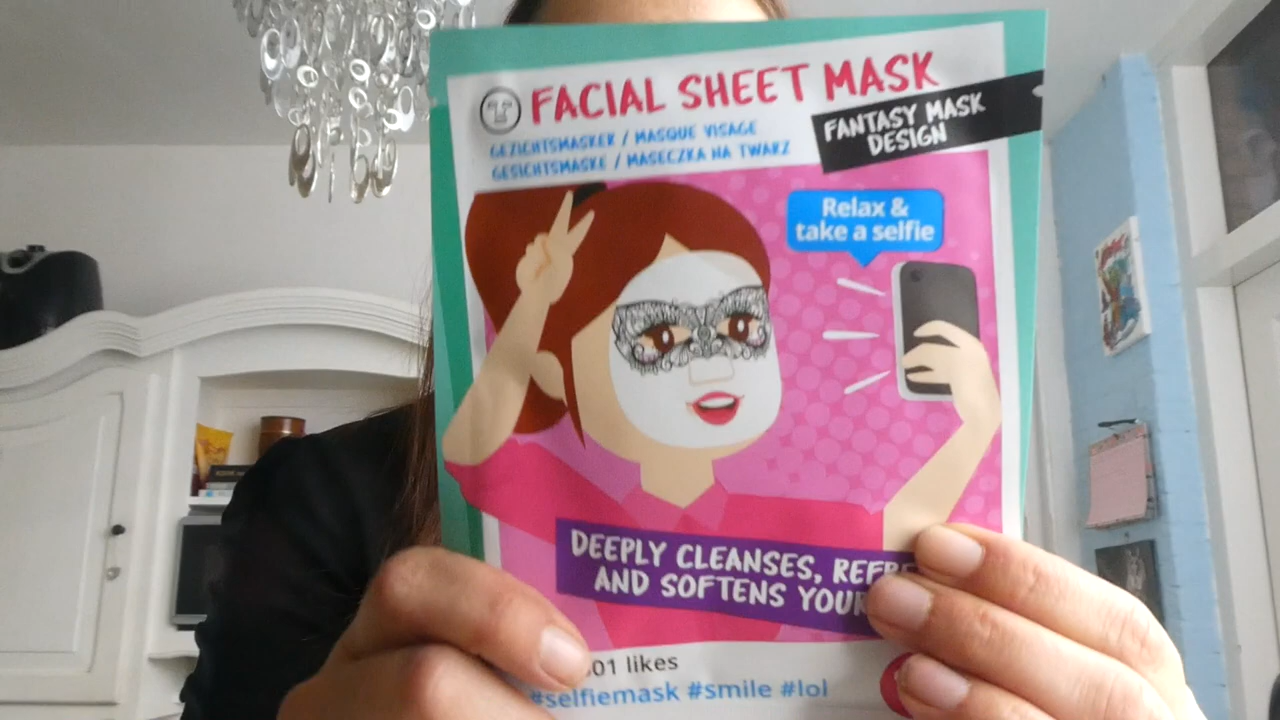 FACIAL SHEET MASK
GEZICHTSMASKER / MASQUE VISAGE
GESICHTSMASKE / MASECZKA NA TWARZ
FANTASY MASK
DESIGN
Relax &
take a selfie
DEEPLY CLEANSES,
AND SOFTENS YOUR
01 likes
#selfiemask #smile #lol